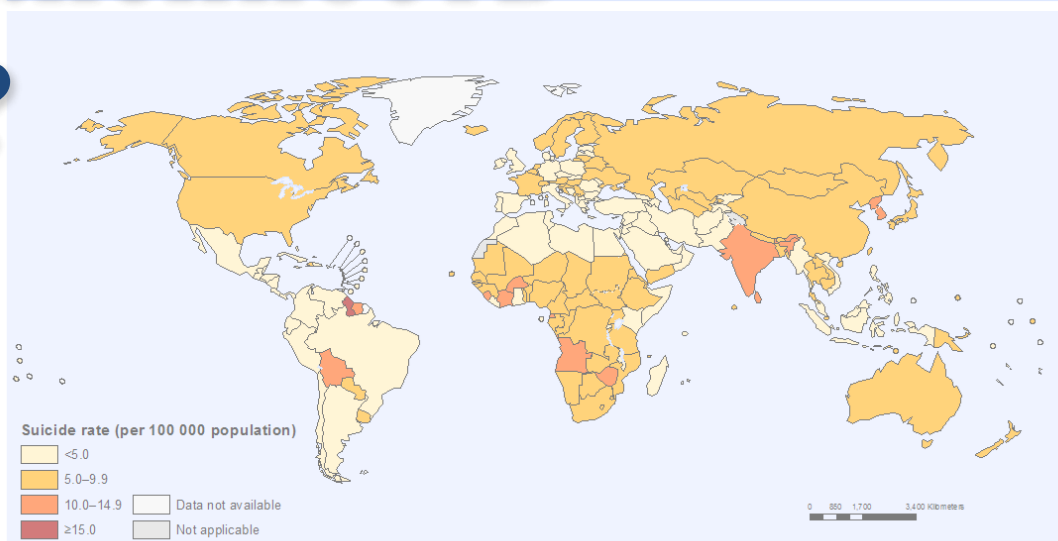 Suicide rate (per 100 000 population)
<5.0
5.0–9.9
10.0–14.9
≥15.0
Data not available
Not applicable
0 850 1,700 3,400 Kilometers